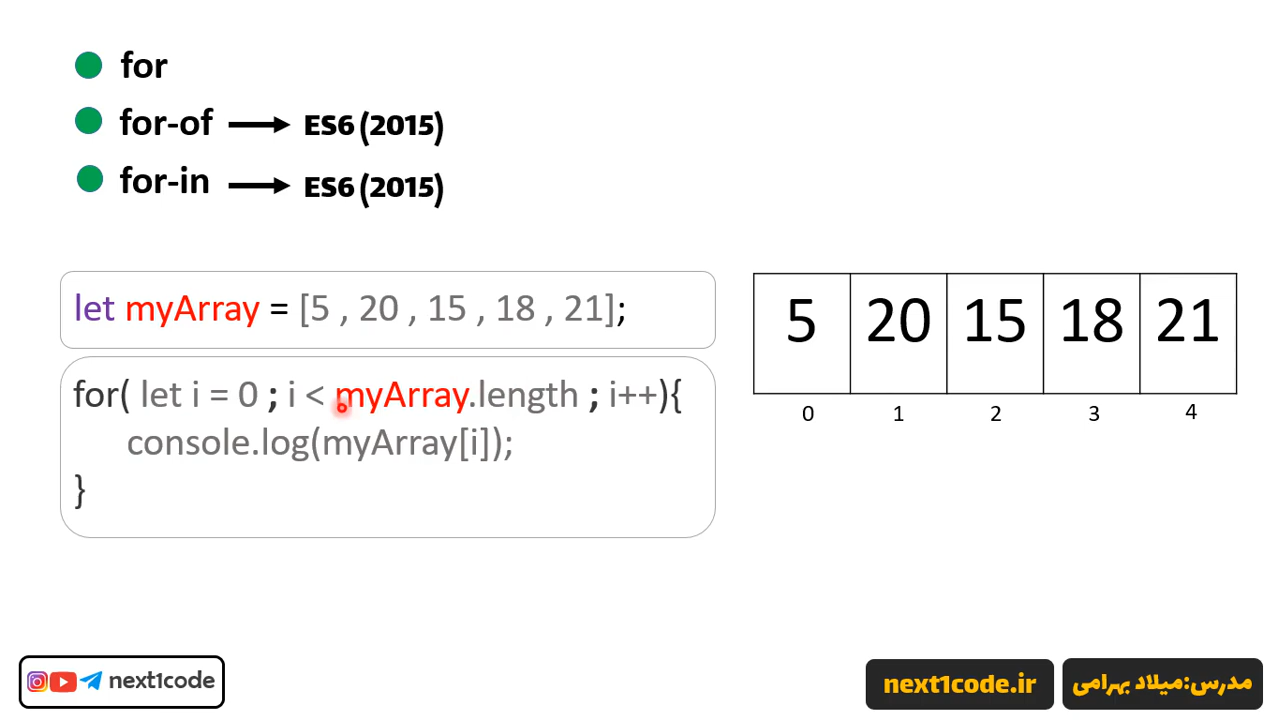 for
for-of → ES6 (2015)
for-in → ES6 (2015)
let myArray = [5 , 20 , 15 , 18 , 21];
for( let i = 0 ; i < myArray.length ; i++){
console.log(myArray[i]);
}
5 20 15 18 21
0 1 2 3 4
next1code
next1code.ir
مدرس:میلاد بهرامی